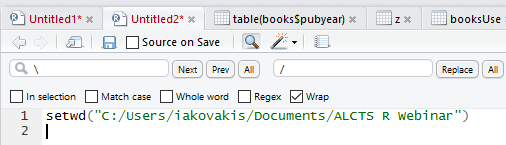 Untitled1* Untitled2* table(books$pubyear) z booksUse
Source on Save
\ Next Prev All / Replace All
In selection Match case Whole word Regex Wrap
1 setwd("C:/Users/iakovakis/Documents/ALCTS R Webinar")
2